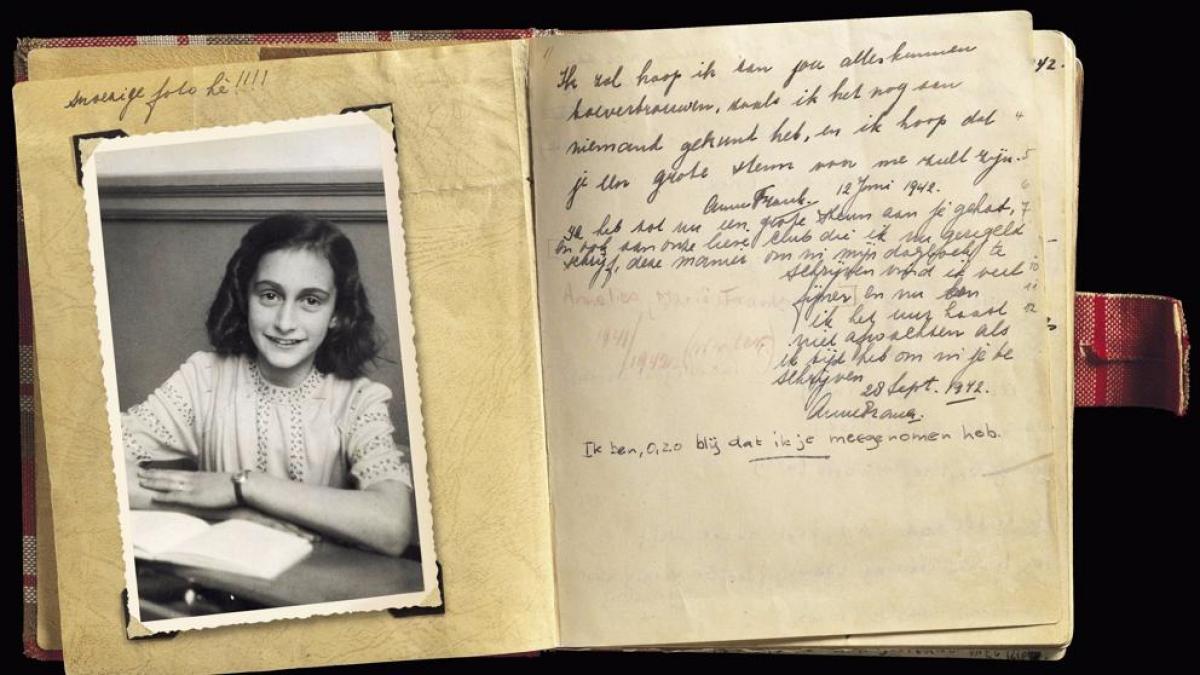 snoezige foto hè!!!!
Ik zal hoop ik aan jou alles kunnen
toevertrouwen, zoals ik het nog aan
niemand gekunt heb, en ik hoop dat
je een grote steun voor me zult zijn.
Anne Frank. 12 Juni 1942.
Ik heb tot nu een grote steun aan je gehad,
en ook aan onze lieve club die ik nu geregeld
schrijf, deze manier om in mijn dagboek te
schrijven vind ik veel
fijner en nu kan
ik het uur haast
niet afwachten als
ik tijd heb om in je te
schrijven
28 Sept. 1942.
Anne Frank.
Ik ben, o, zo blij dat ik je meegenomen heb.
Annelies, Marie Frank
1941/
1942
42.
4
5
6
7
10
11
12